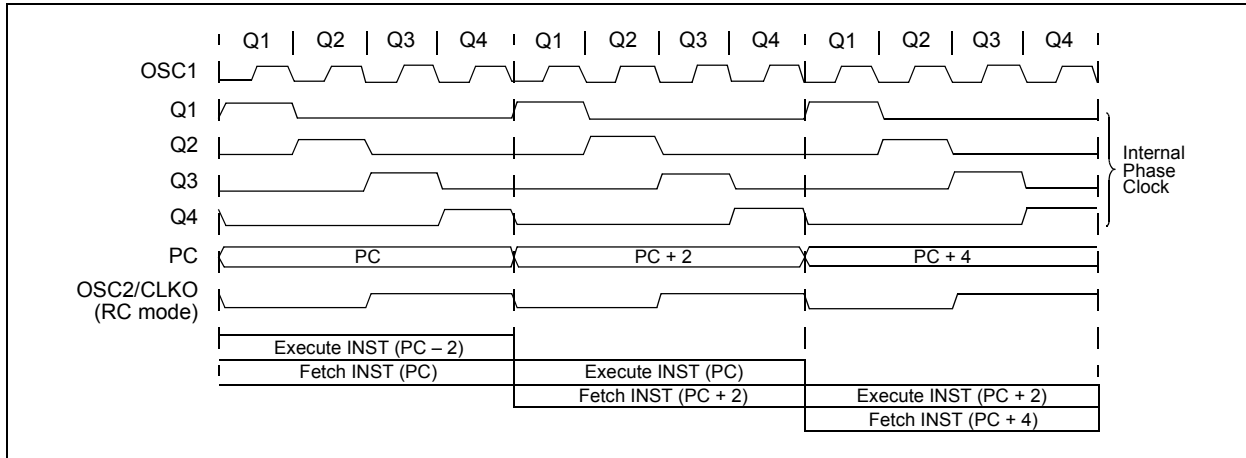 Q1 | Q2 | Q3 | Q4 | Q1 | Q2 | Q3 | Q4 | Q1 | Q2 | Q3 | Q4
OSC1
Q1
Q2
Q3
Q4
Internal
Phase
Clock
PC
PC
PC + 2
PC + 4
OSC2/CLKO
(RC mode)
Execute INST (PC – 2)
Fetch INST (PC)
Execute INST (PC)
Fetch INST (PC + 2)
Execute INST (PC + 2)
Fetch INST (PC + 4)